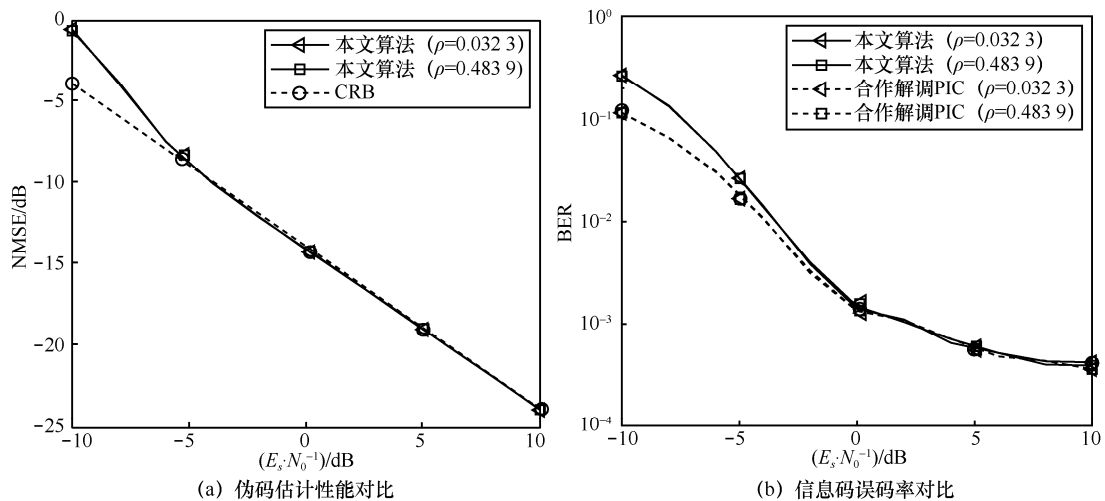 0
-5
-10
-15
-20
-25
NMSE/dB
本文算法（ρ=0.032 3）
本文算法（ρ=0.483 9）
CRB
-10
-5
0
5
10
(Es·N0⁻¹)/dB
(a) 伪码估计性能对比
10⁰
10⁻¹
10⁻²
10⁻³
10⁻⁴
BER
本文算法（ρ=0.032 3）
本文算法（ρ=0.483 9）
合作解调PIC（ρ=0.032 3）
合作解调PIC（ρ=0.483 9）
-10
-5
0
5
10
(Es·N0⁻¹)/dB
(b) 信息码误码率对比